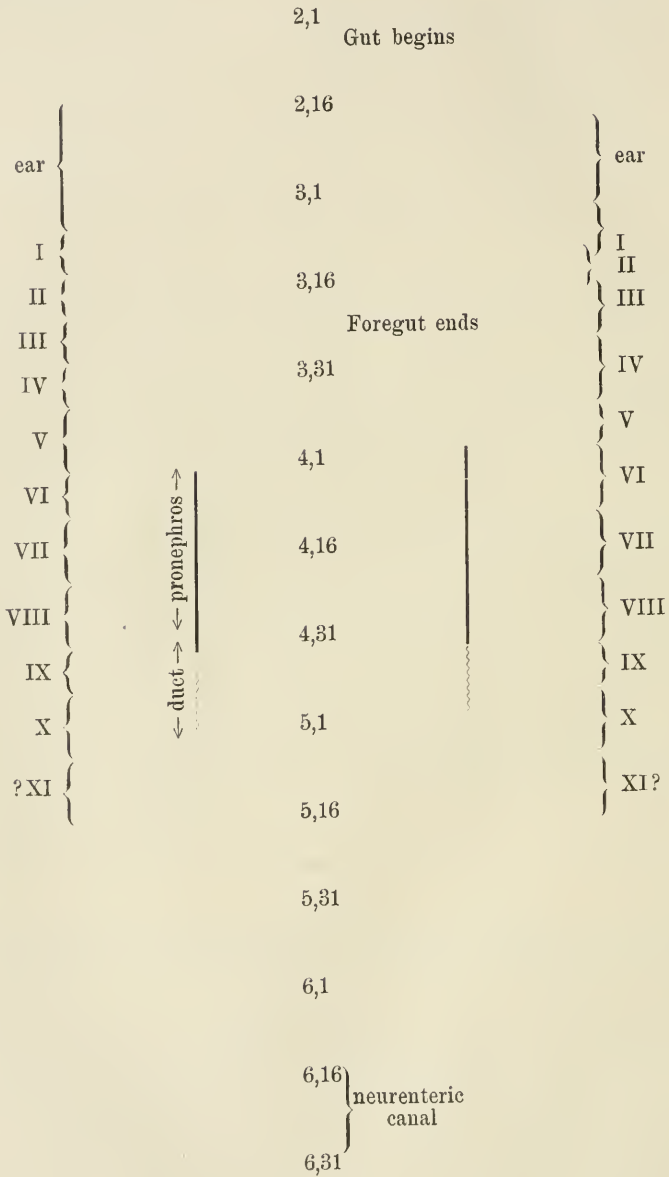 2,1
Gut begins
2,16
ear
ear
3,1
I
I
II
3,16
II
III
Foregut ends
III
3,31
IV
IV
V
V
4,1
VI
VI
pronephros
VII
4,16
VII
VIII
4,31
VIII
IX
IX
duct
X
5,1
X
?XI
XI?
5,16
5,31
6,1
6,16
neurenteric
canal
6,31